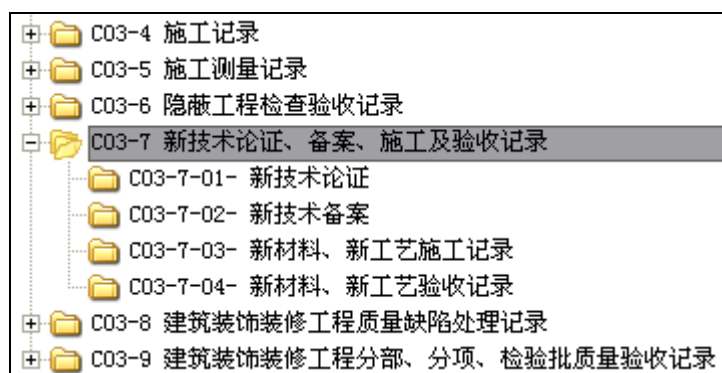 C03-4 施工记录
C03-5 施工测量记录
C03-6 隐蔽工程检查验收记录
C03-7 新技术论证、备案、施工及验收记录
C03-7-01- 新技术论证
C03-7-02- 新技术备案
C03-7-03- 新材料、新工艺施工记录
C03-7-04- 新材料、新工艺验收记录
C03-8 建筑装饰装修工程质量缺陷处理记录
C03-9 建筑装饰装修工程分部、分项、检验批质量验收记录